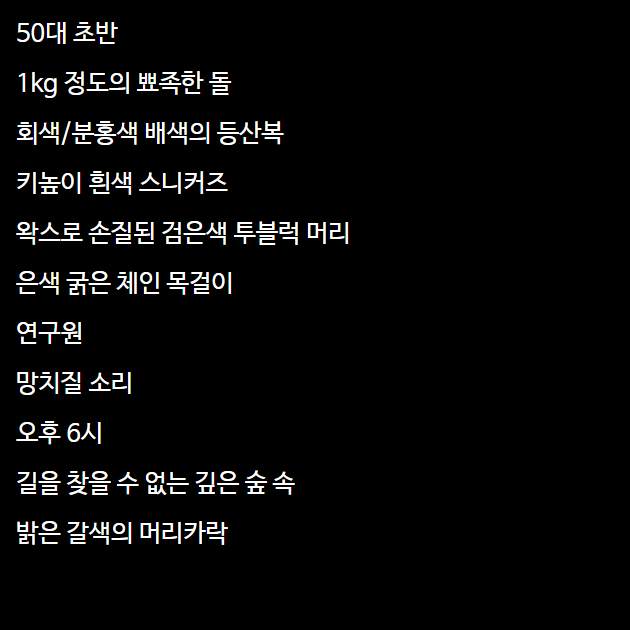 50대 초반
1kg 정도의 뾰족한 돌
회색/분홍색 배색의 등산복
키높이 흰색 스니커즈
왁스로 손질된 검은색 투블럭 머리
은색 굵은 체인 목걸이
연구원
망치질 소리
오후 6시
길을 찾을 수 없는 깊은 숲 속
밝은 갈색의 머리카락